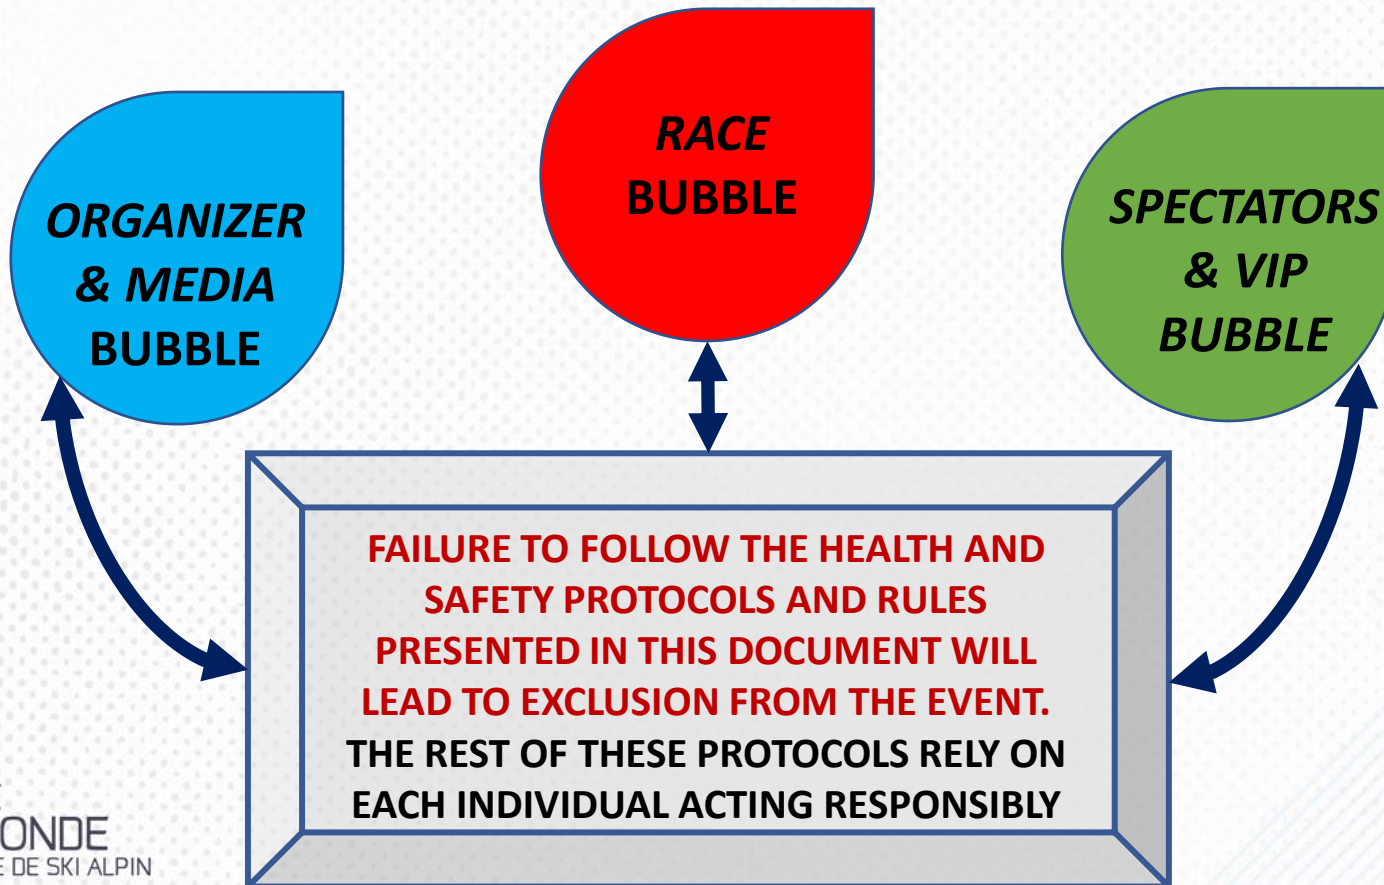 RACE
BUBBLE
ORGANIZER
& MEDIA
BUBBLE
SPECTATORS
& VIP
BUBBLE
FAILURE TO FOLLOW THE HEALTH AND
SAFETY PROTOCOLS AND RULES
PRESENTED IN THIS DOCUMENT WILL
LEAD TO EXCLUSION FROM THE EVENT.
THE REST OF THESE PROTOCOLS RELY ON
EACH INDIVIDUAL ACTING RESPONSIBLY
DE SKI ALPIN